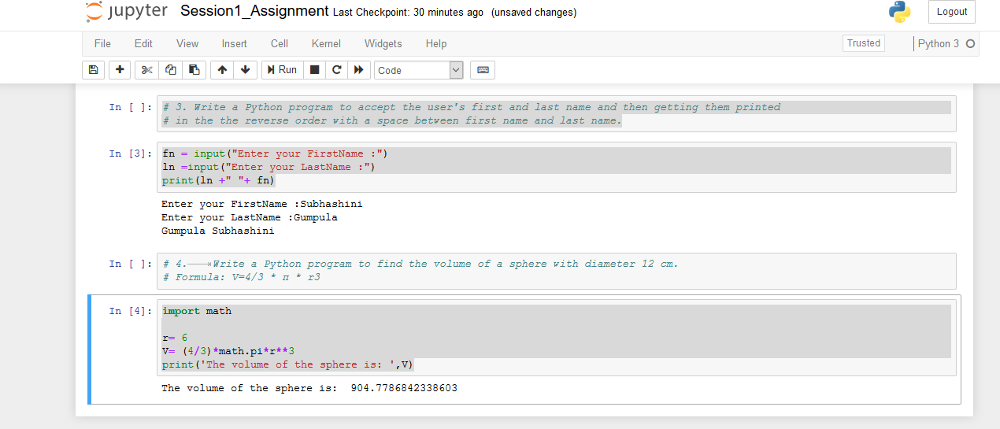 jupyter Session1_Assignment Last Checkpoint: 30 minutes ago (unsaved changes)
Logout
File Edit View Insert Cell Kernel Widgets Help
Trusted
Python 3
Run
Code
In [ ]: # 3. Write a Python program to accept the user's first and last name and then getting them printed
# in the the reverse order with a space between first name and last name.
In [3]: fn = input("Enter your FirstName :")
ln =input("Enter your LastName :")
print(ln +" "+ fn)
Enter your FirstName :Subhashini
Enter your LastName :Gumpula
Gumpula Subhashini
In [ ]: # 4.	Write a Python program to find the volume of a sphere with diameter 12 cm.
# Formula: V=4/3 * π * r3
In [4]: import math
r= 6
V= (4/3)*math.pi*r**3
print('The volume of the sphere is: ',V)
The volume of the sphere is:  904.7786842338603